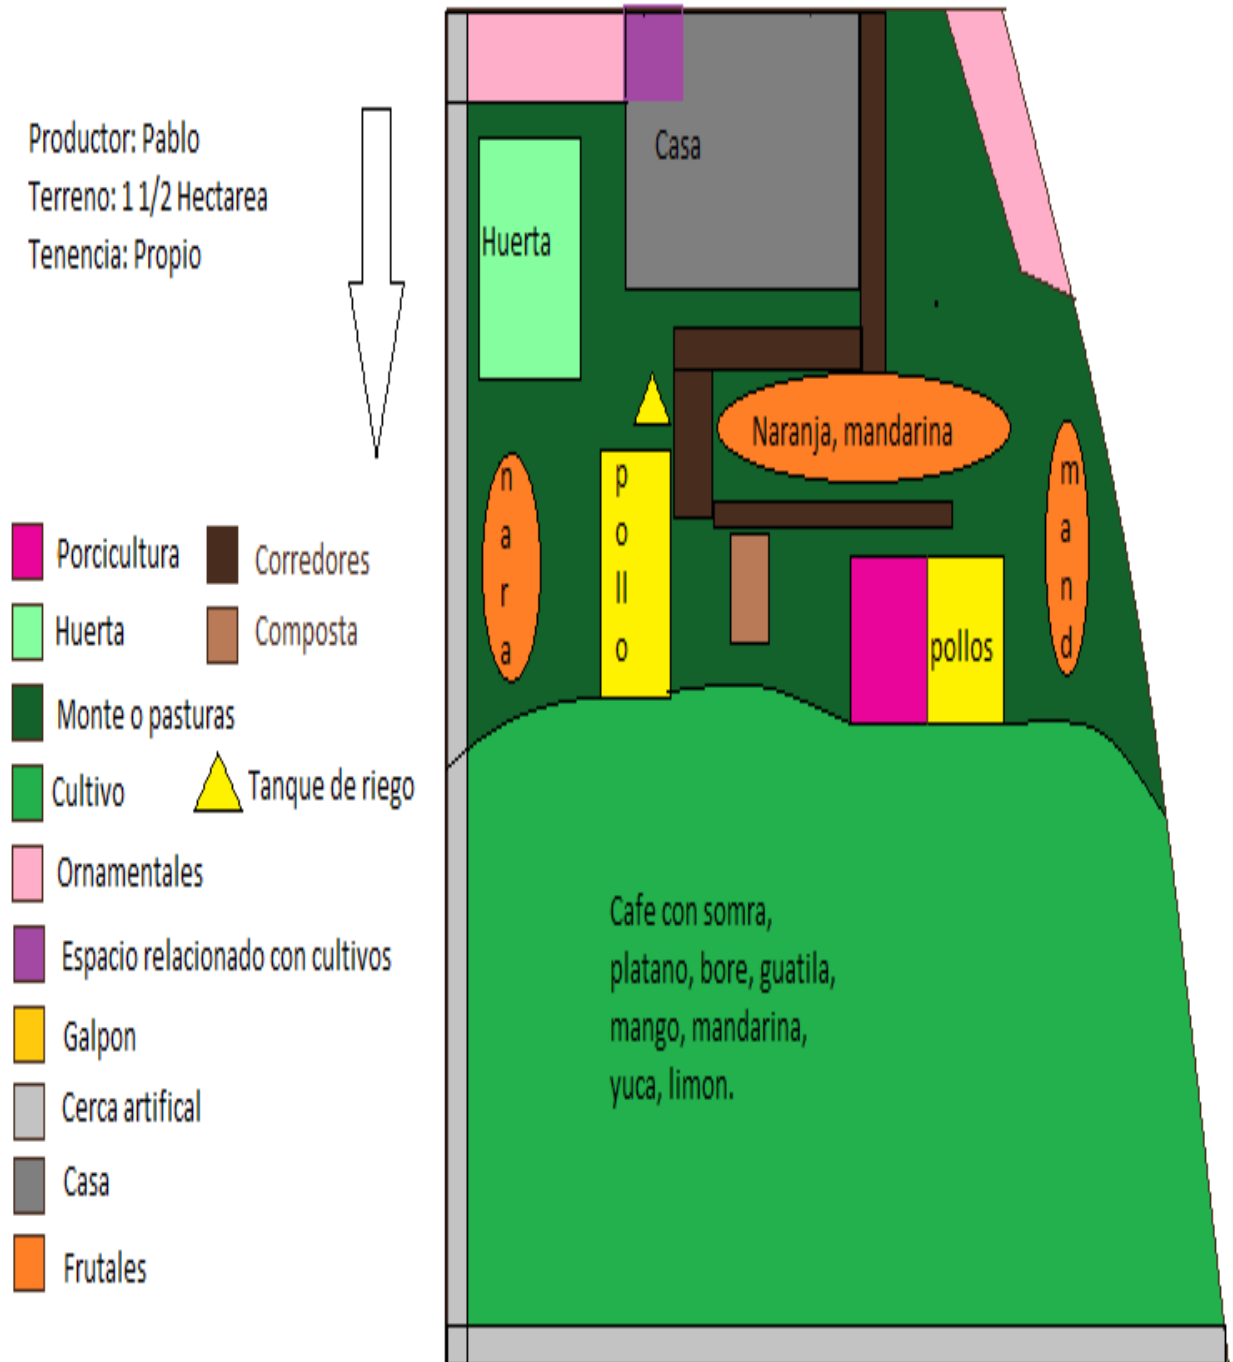 Productor: Pablo
Terreno: 1 1/2 Hectarea
Tenencia: Propio
Porcicultura
Corredores
Huerta
Composta
Monte o pasturas
Cultivo
Tanque de riego
Ornamentales
Espacio relacionado con cultivos
Galpon
Cerca artifical
Casa
Frutales
Casa
Huerta
Naranja, mandarina
n
a
r
a
p
o
ll
o
m
a
n
d
pollos
Cafe con somra,
platano, bore, guatila,
mango, mandarina,
yuca, limon.